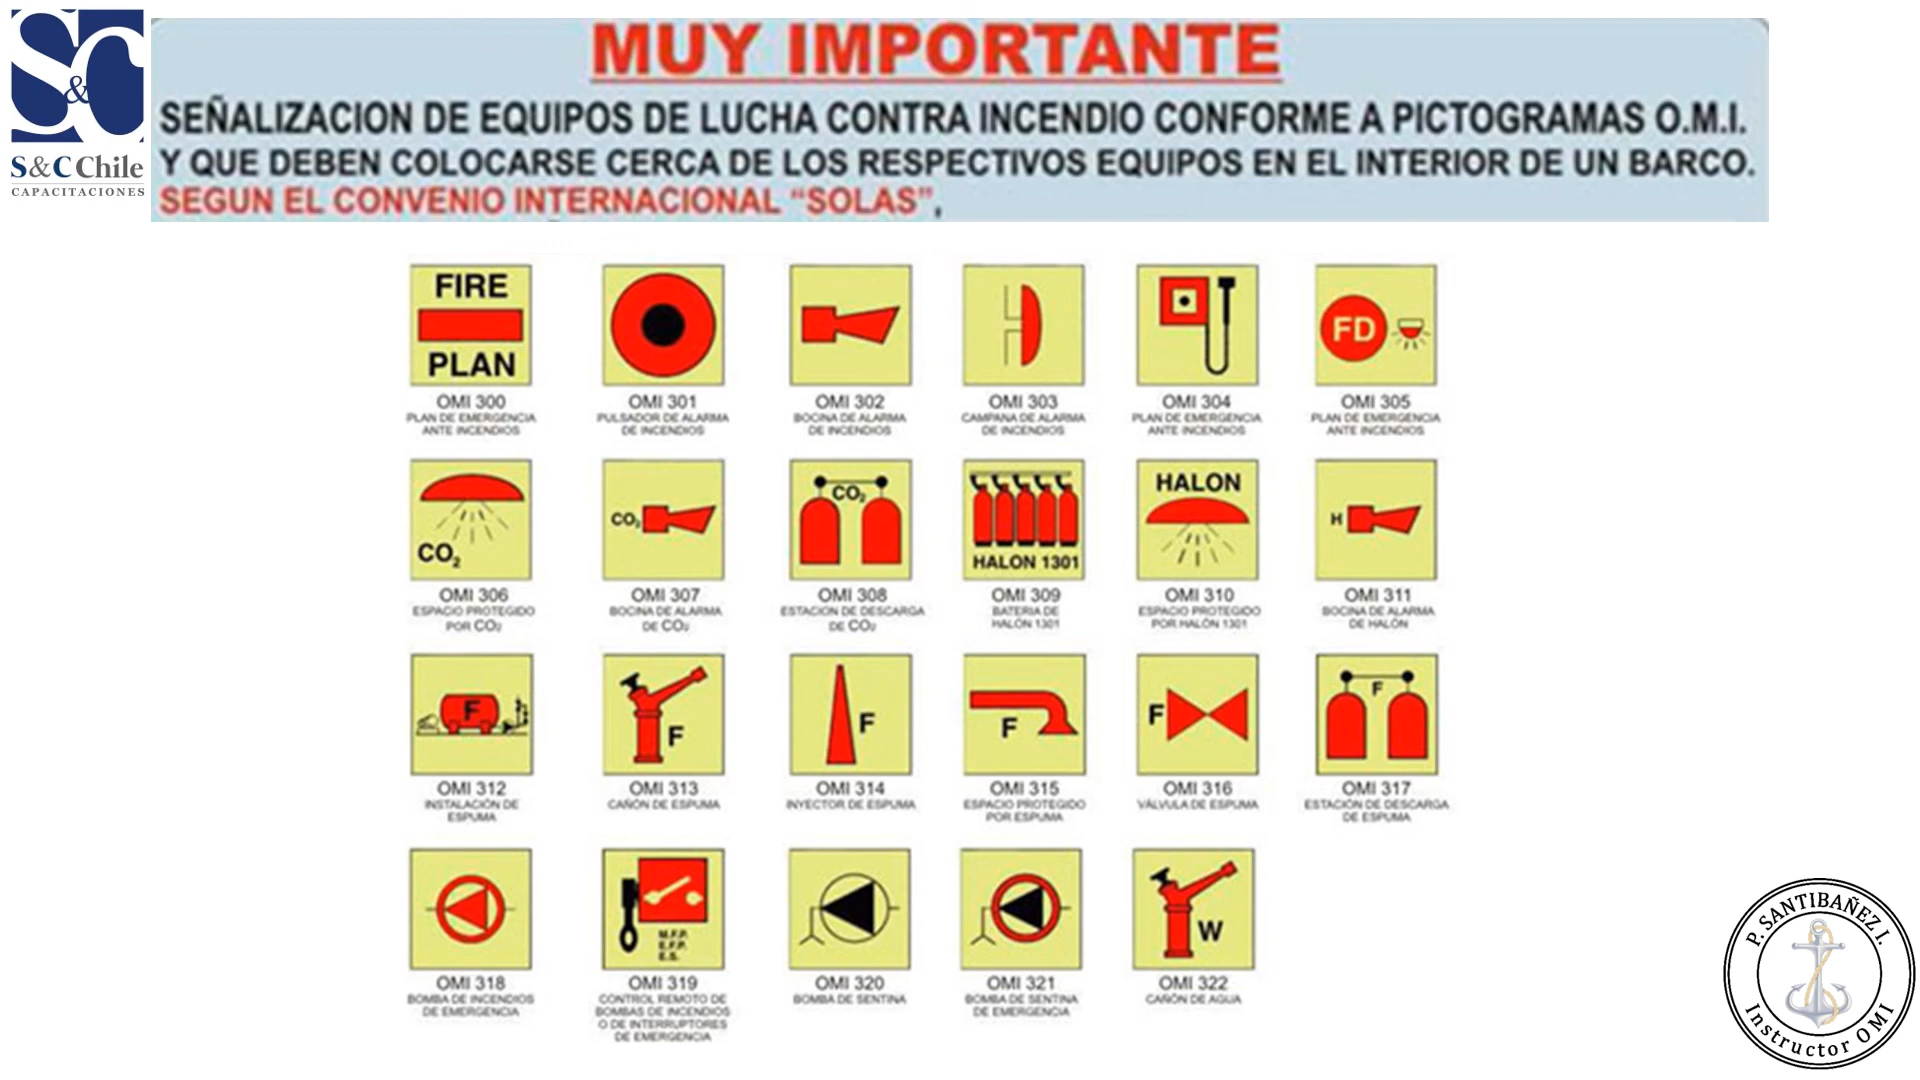 S&C
S&C Chile
CAPACITACIONES
MUY IMPORTANTE
SEÑALIZACION DE EQUIPOS DE LUCHA CONTRA INCENDIO CONFORME A PICTOGRAMAS O.M.I.
Y QUE DEBEN COLOCARSE CERCA DE LOS RESPECTIVOS EQUIPOS EN EL INTERIOR DE UN BARCO.
SEGUN EL CONVENIO INTERNACIONAL “SOLAS”,
FIRE
PLAN
OMI 300
PLAN DE EMERGENCIA
ANTE INCENDIOS
OMI 301
PULSADOR DE ALARMA
DE INCENDIOS
OMI 302
BOCINA DE ALARMA
DE INCENDIOS
OMI 303
CAMPANA DE ALARMA
DE INCENDIOS
OMI 304
PLAN DE EMERGENCIA
ANTE INCENDIOS
FD
OMI 305
PLAN DE EMERGENCIA
ANTE INCENDIOS
CO₂
OMI 306
ESPACIO PROTEGIDO
POR CO₂
CO₂
OMI 307
BOCINA DE ALARMA
DE CO₂
CO₂
OMI 308
ESTACION DE DESCARGA
DE CO₂
HALON 1301
OMI 309
BATERIA DE
HALÓN 1301
HALON
OMI 310
ESPACIO PROTEGIDO
POR HALÓN 1301
H
OMI 311
BOCINA DE ALARMA
DE HALÓN
F
OMI 312
INSTALACIÓN DE
ESPUMA
F
OMI 313
CAÑÓN DE ESPUMA
F
OMI 314
INYECTOR DE ESPUMA
F
OMI 315
ESPACIO PROTEGIDO
POR ESPUMA
F
OMI 316
VÁLVULA DE ESPUMA
F
OMI 317
ESTACIÓN DE DESCARGA
DE ESPUMA
OMI 318
BOMBA DE INCENDIOS
DE EMERGENCIA
M.F.P.
E.F.P.
E.S.
OMI 319
CONTROL REMOTO DE
BOMBAS DE INCENDIOS
O DE INTERRUPTORES
DE EMERGENCIA
OMI 320
BOMBA DE SENTINA
OMI 321
BOMBA DE SENTINA
DE EMERGENCIA
W
OMI 322
CAÑÓN DE AGUA
P. SANTIBAÑEZ I.
Instructor OMI